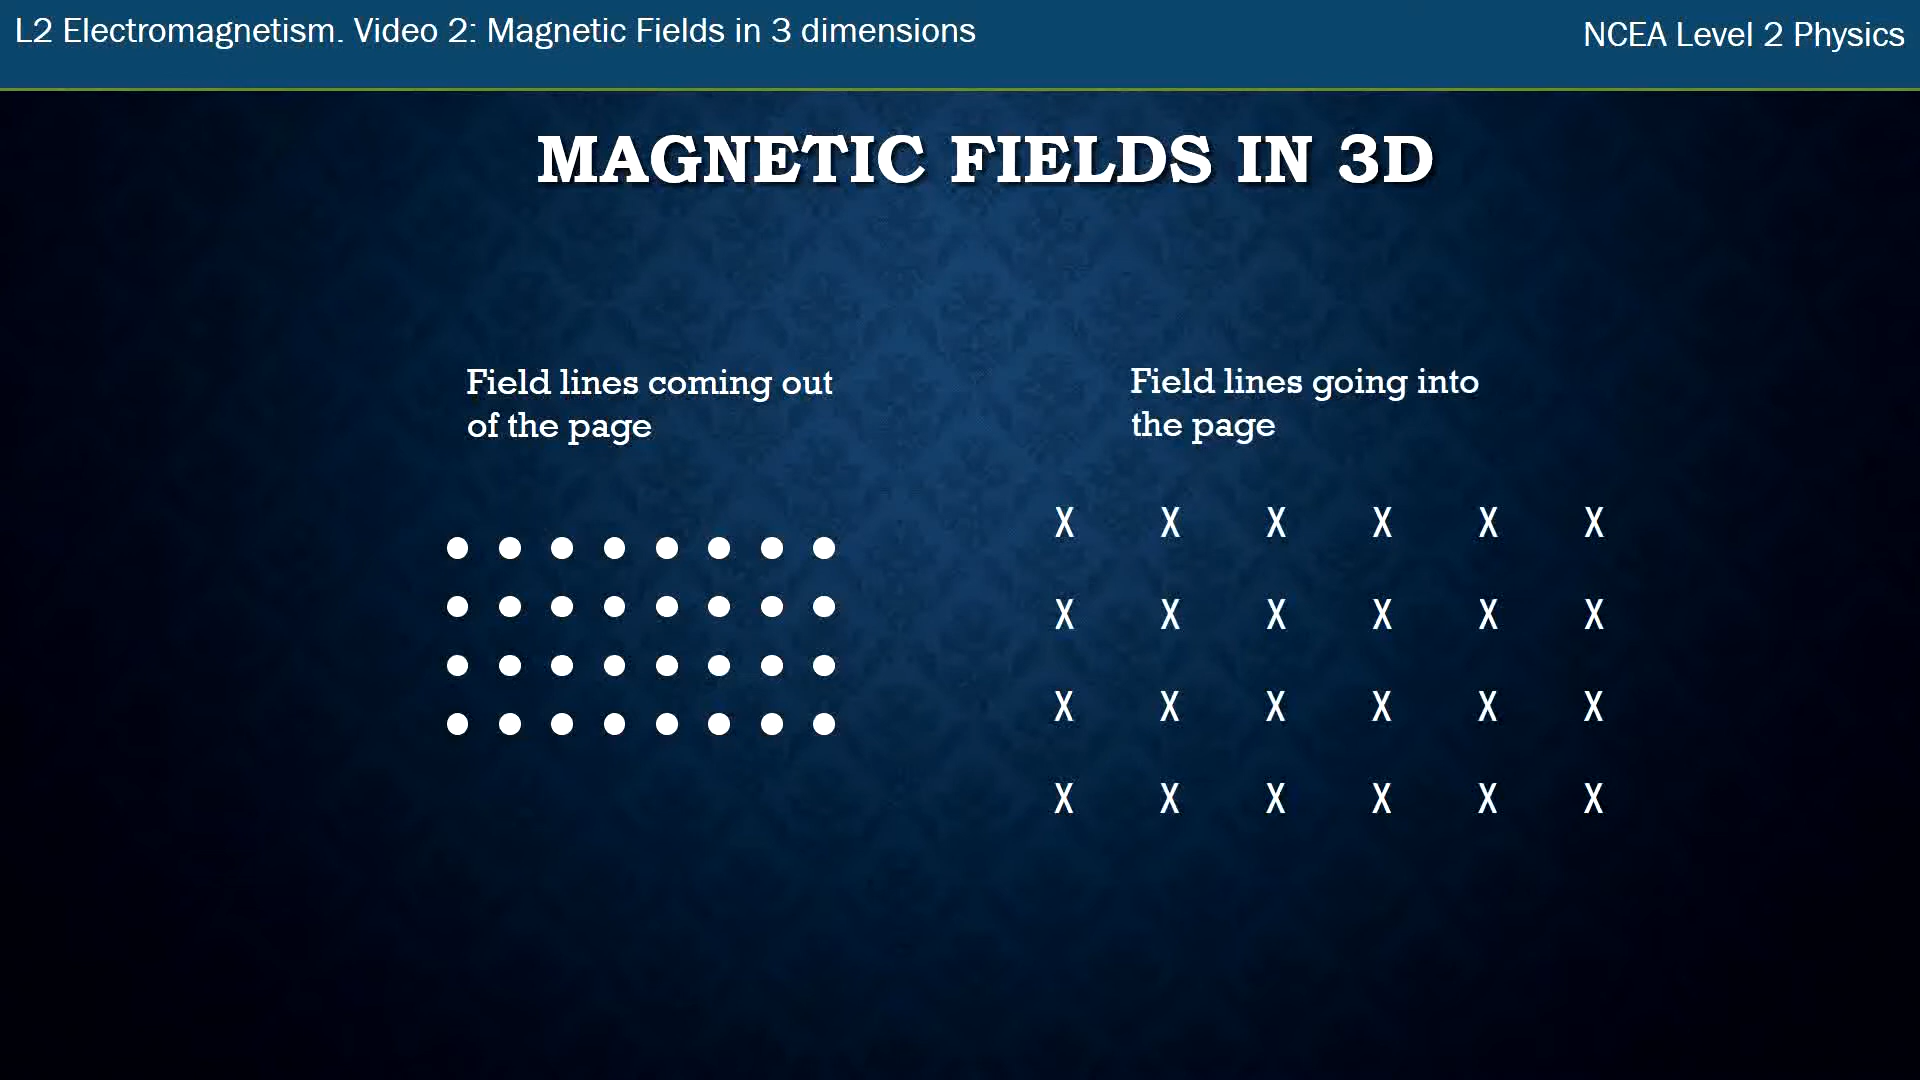 L2 Electromagnetism. Video 2: Magnetic Fields in 3 dimensions
NCEA Level 2 Physics
MAGNETIC FIELDS IN 3D
Field lines coming out
of the page
Field lines going into
the page
X X X X X X
X X X X X X
X X X X X X
X X X X X X